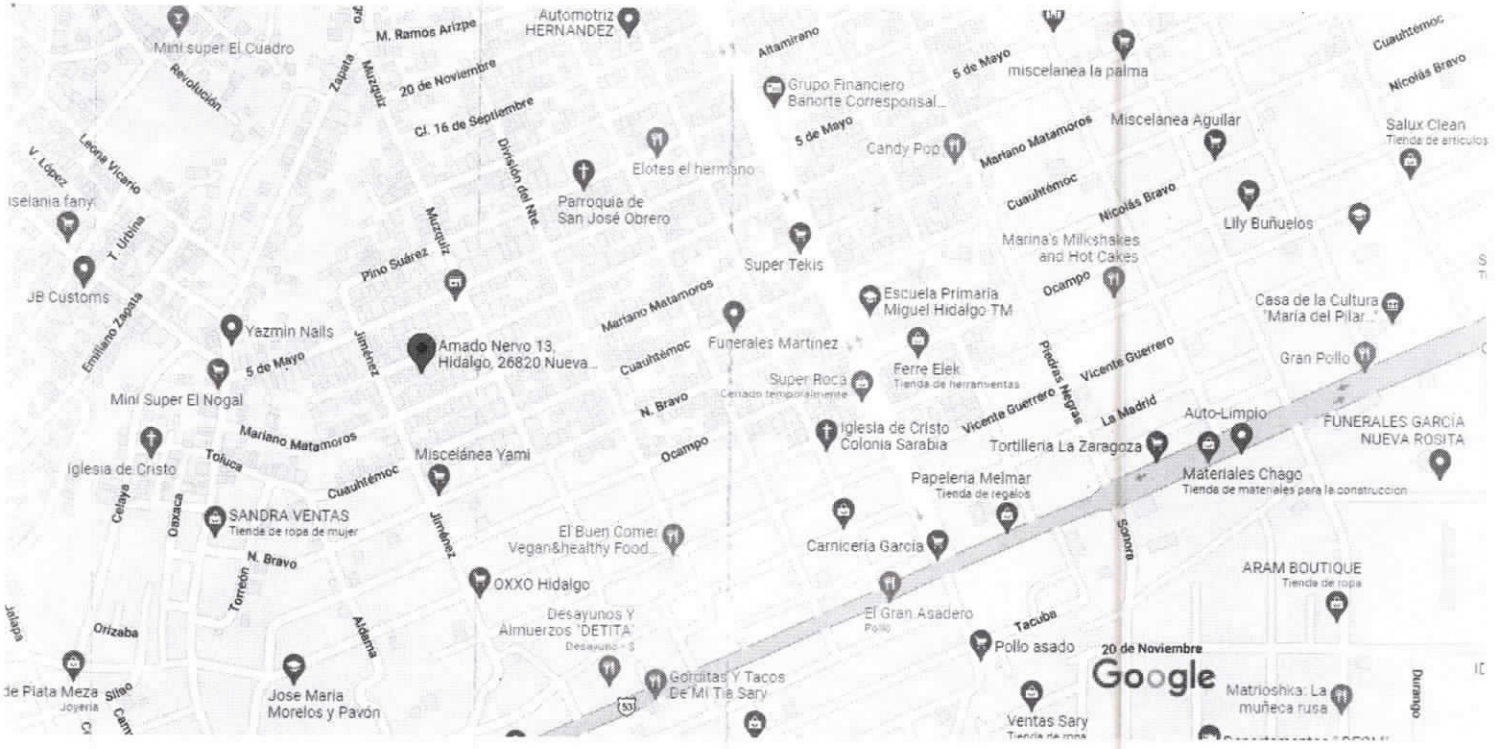 Mini super El Cuadro
Revolución
Zapata
gro
Muzquiz
M. Ramos Arizpe
Automotriz
HERNANDEZ
20 de Noviembre
Cl. 16 de Septiembre
División del Nte.
Altamirano
Grupo Financiero
Banorte Corresponsal...
5 de Mayo
5 de Mayo
miscelanea la palma
Cuauhtémoc
Nicolás Bravo
Leona Vicario
V. López
Elotes el hermano
Parroquia de
San José Obrero
Candy Pop
Mariano Matamoros
Miscelanea Aguilar
Salux Clean
Tienda de artículos
iselania fany
T. Urbina
Muzquiz
Pino Suárez
Super Tekis
Cuauhtémoc
Nicolás Bravo
Lily Buñuelos
Marina's Milkshakes
and Hot Cakes
JB Customs
Emiliano Zapata
Yazmin Nails
Jiménez
Amado Nervo 13,
Hidalgo, 26820 Nueva...
Mariano Matamoros
Funerales Martinez
Escuela Primaria
Miguel Hidalgo TM
Ocampo
Casa de la Cultura
"María del Pilar..."
5 de Mayo
Mini Super El Nogal
Cuauhtémoc
N. Bravo
Super Roca
Cerrado temporalmente
Ferre Elek
Tienda de herramientas
Piedras Negras
Vicente Guerrero
Gran Pollo
Iglesia de Cristo
Mariano Matamoros
Toluca
Cuauhtémoc
Miscelánea Yami
Ocampo
Iglesia de Cristo
Colonia Sarabia
Vicente Guerrero
La Madrid
Tortilleria La Zaragoza
Auto-Limpio
FUNERALES GARCÍA
NUEVA ROSITA
Celaya
Oaxaca
SANDRA VENTAS
Tienda de ropa de mujer
Jiménez
El Buen Comer
Vegan&healthy Food...
Papeleria Melmar
Tienda de regalos
Materiales Chago
Tienda de materiales para la construccion
Carnicería García
Sonora
N. Bravo
Torreón
OXXO Hidalgo
ARAM BOUTIQUE
Tienda de ropa
Jalapa
Orizaba
Aldama
Desayunos Y
Almuerzos "DETITA"
Desayuno - $
El Gran Asadero
Pollo
Tacuba
Pollo asado
20 de Noviembre
Google
de Plata Meza
Joyería
Silao
Jose Maria
Morelos y Pavón
Gorditas Y Tacos
De Mi Tia Sary
53
Ventas Sary
Tienda de ropa
Matrioshka: La
muñeca rusa
Durango